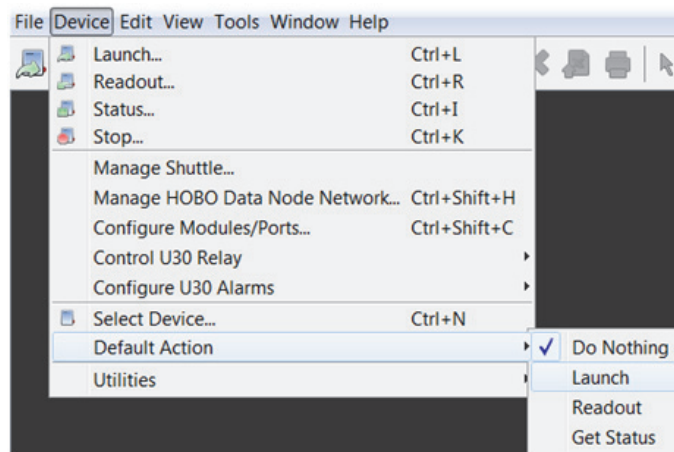 File Device Edit View Tools Window Help
Launch... Ctrl+L
Readout... Ctrl+R
Status... Ctrl+I
Stop... Ctrl+K
Manage Shuttle...
Manage HOBO Data Node Network... Ctrl+Shift+H
Configure Modules/Ports... Ctrl+Shift+C
Control U30 Relay
Configure U30 Alarms
Select Device... Ctrl+N
Default Action
Utilities
Do Nothing
Launch
Readout
Get Status